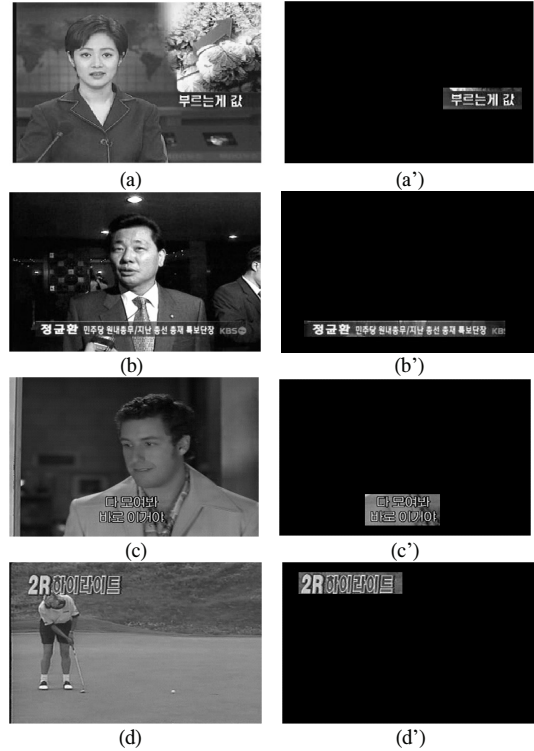 부르는게 값
부르는게 값
(a)
(a’)
정균환 민주당 원내총무/지난 총선 총재 특보단장 KBS
정균환 민주당 원내총무/지난 총선 총재 특보단장 KBS
(b)
(b’)
다 모여봐
바로 이거야
다 모여봐
바로 이거야
(c)
(c’)
2R 하이라이트
2R 하이라이트
(d)
(d’)